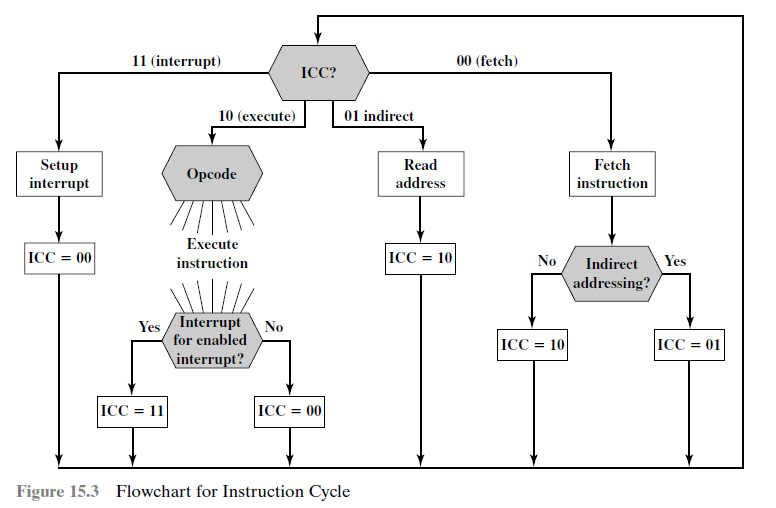 11 (interrupt)
ICC?
00 (fetch)
10 (execute)
01 indirect
Setup
interrupt
Opcode
Read
address
Fetch
instruction
ICC = 00
Execute
instruction
ICC = 10
No
Indirect
addressing?
Yes
Yes
Interrupt
for enabled
interrupt?
No
ICC = 10
ICC = 01
ICC = 11
ICC = 00
Figure 15.3 Flowchart for Instruction Cycle